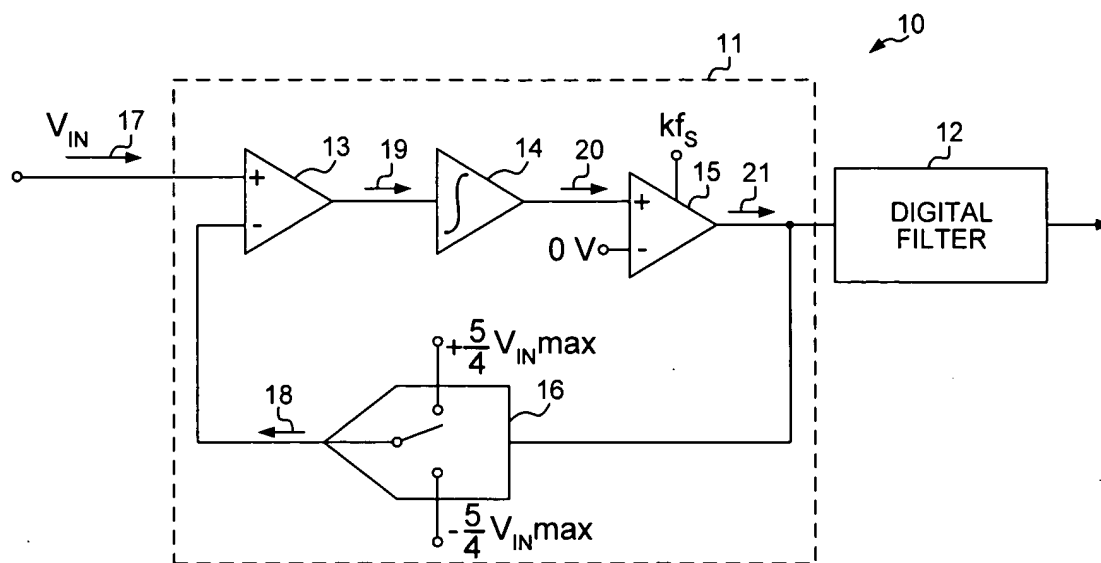 10
11
V_IN 17
13
19
14
20
kf_S
15
21
12
+
-
∫
+
0 V
-
DIGITAL
FILTER
+5/4 V_IN max
18
16
-5/4 V_IN max